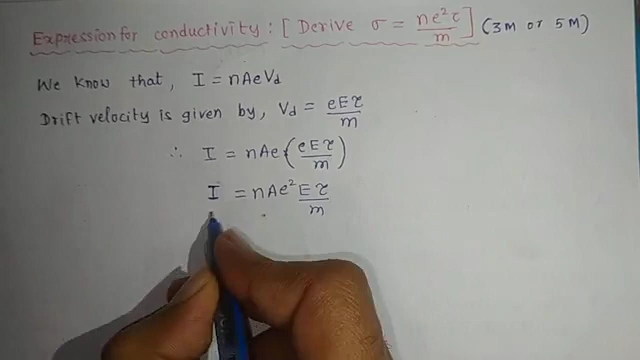 Expression for conductivity : [ Derive σ = ne²τ/m ] (3M or 5M)
We know that, I = nAeVd
Drift velocity is given by, Vd = eEτ/m
∴ I = nAe (eEτ/m)
I = nAe² Eτ/m